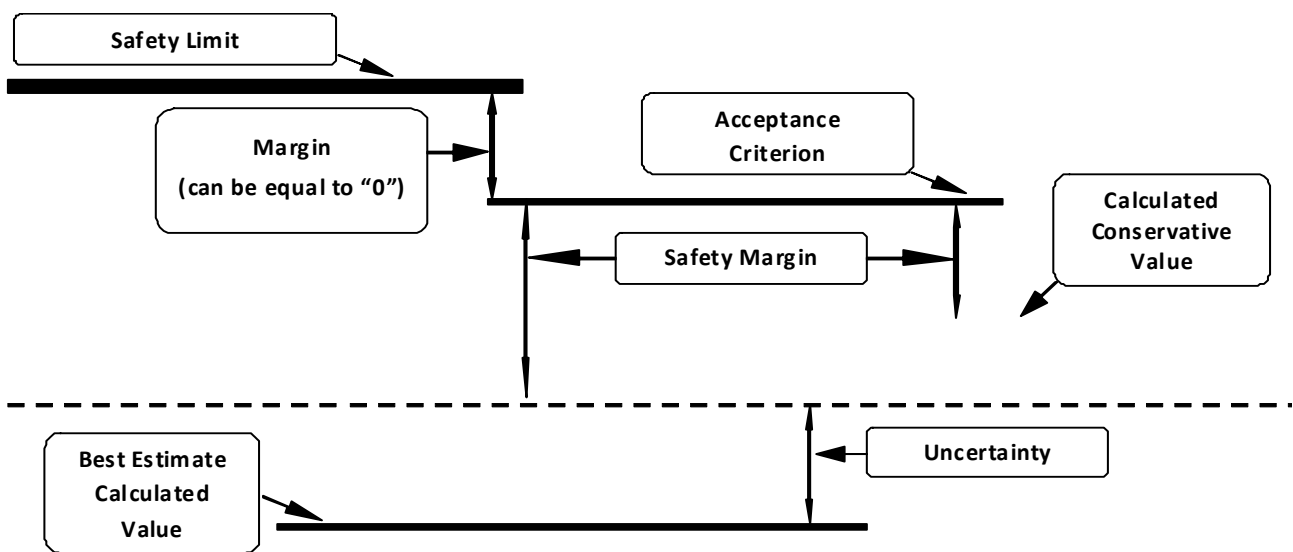 Safety Limit
Margin
(can be equal to “0”)
Acceptance
Criterion
Safety Margin
Calculated
Conservative
Value
Best Estimate
Calculated
Value
Uncertainty